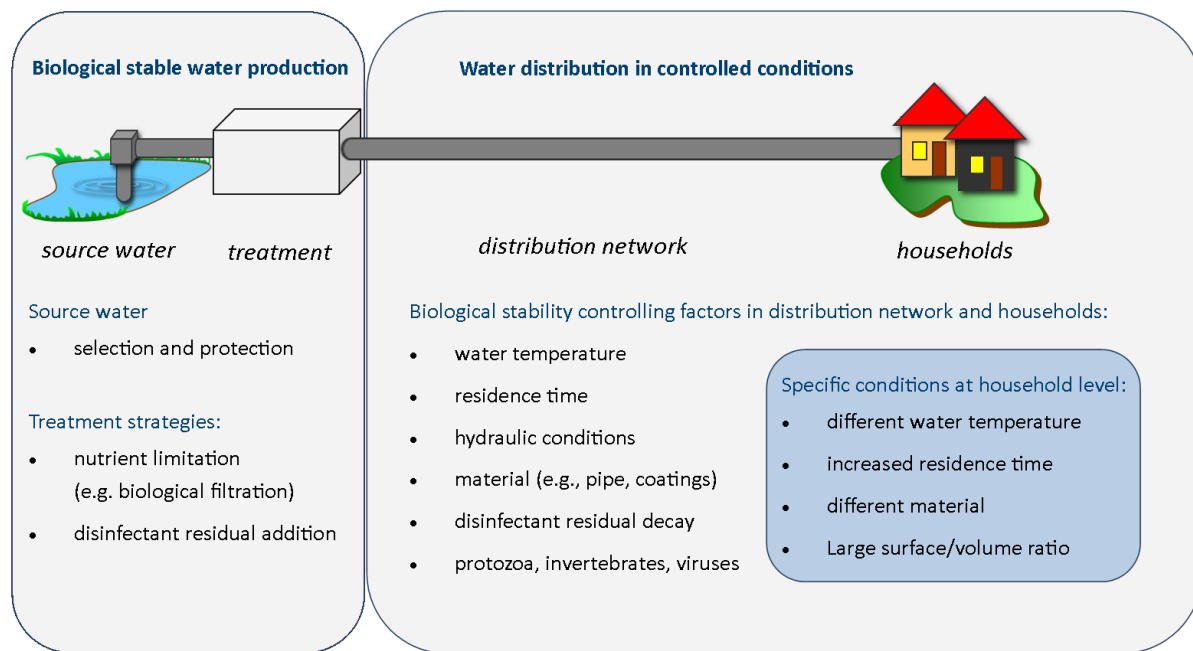 Biological stable water production
source water
treatment
Source water
• selection and protection
Treatment strategies:
• nutrient limitation
(e.g. biological filtration)
• disinfectant residual addition
Water distribution in controlled conditions
distribution network
households
Biological stability controlling factors in distribution network and households:
• water temperature
• residence time
• hydraulic conditions
• material (e.g., pipe, coatings)
• disinfectant residual decay
• protozoa, invertebrates, viruses
Specific conditions at household level:
• different water temperature
• increased residence time
• different material
• Large surface/volume ratio